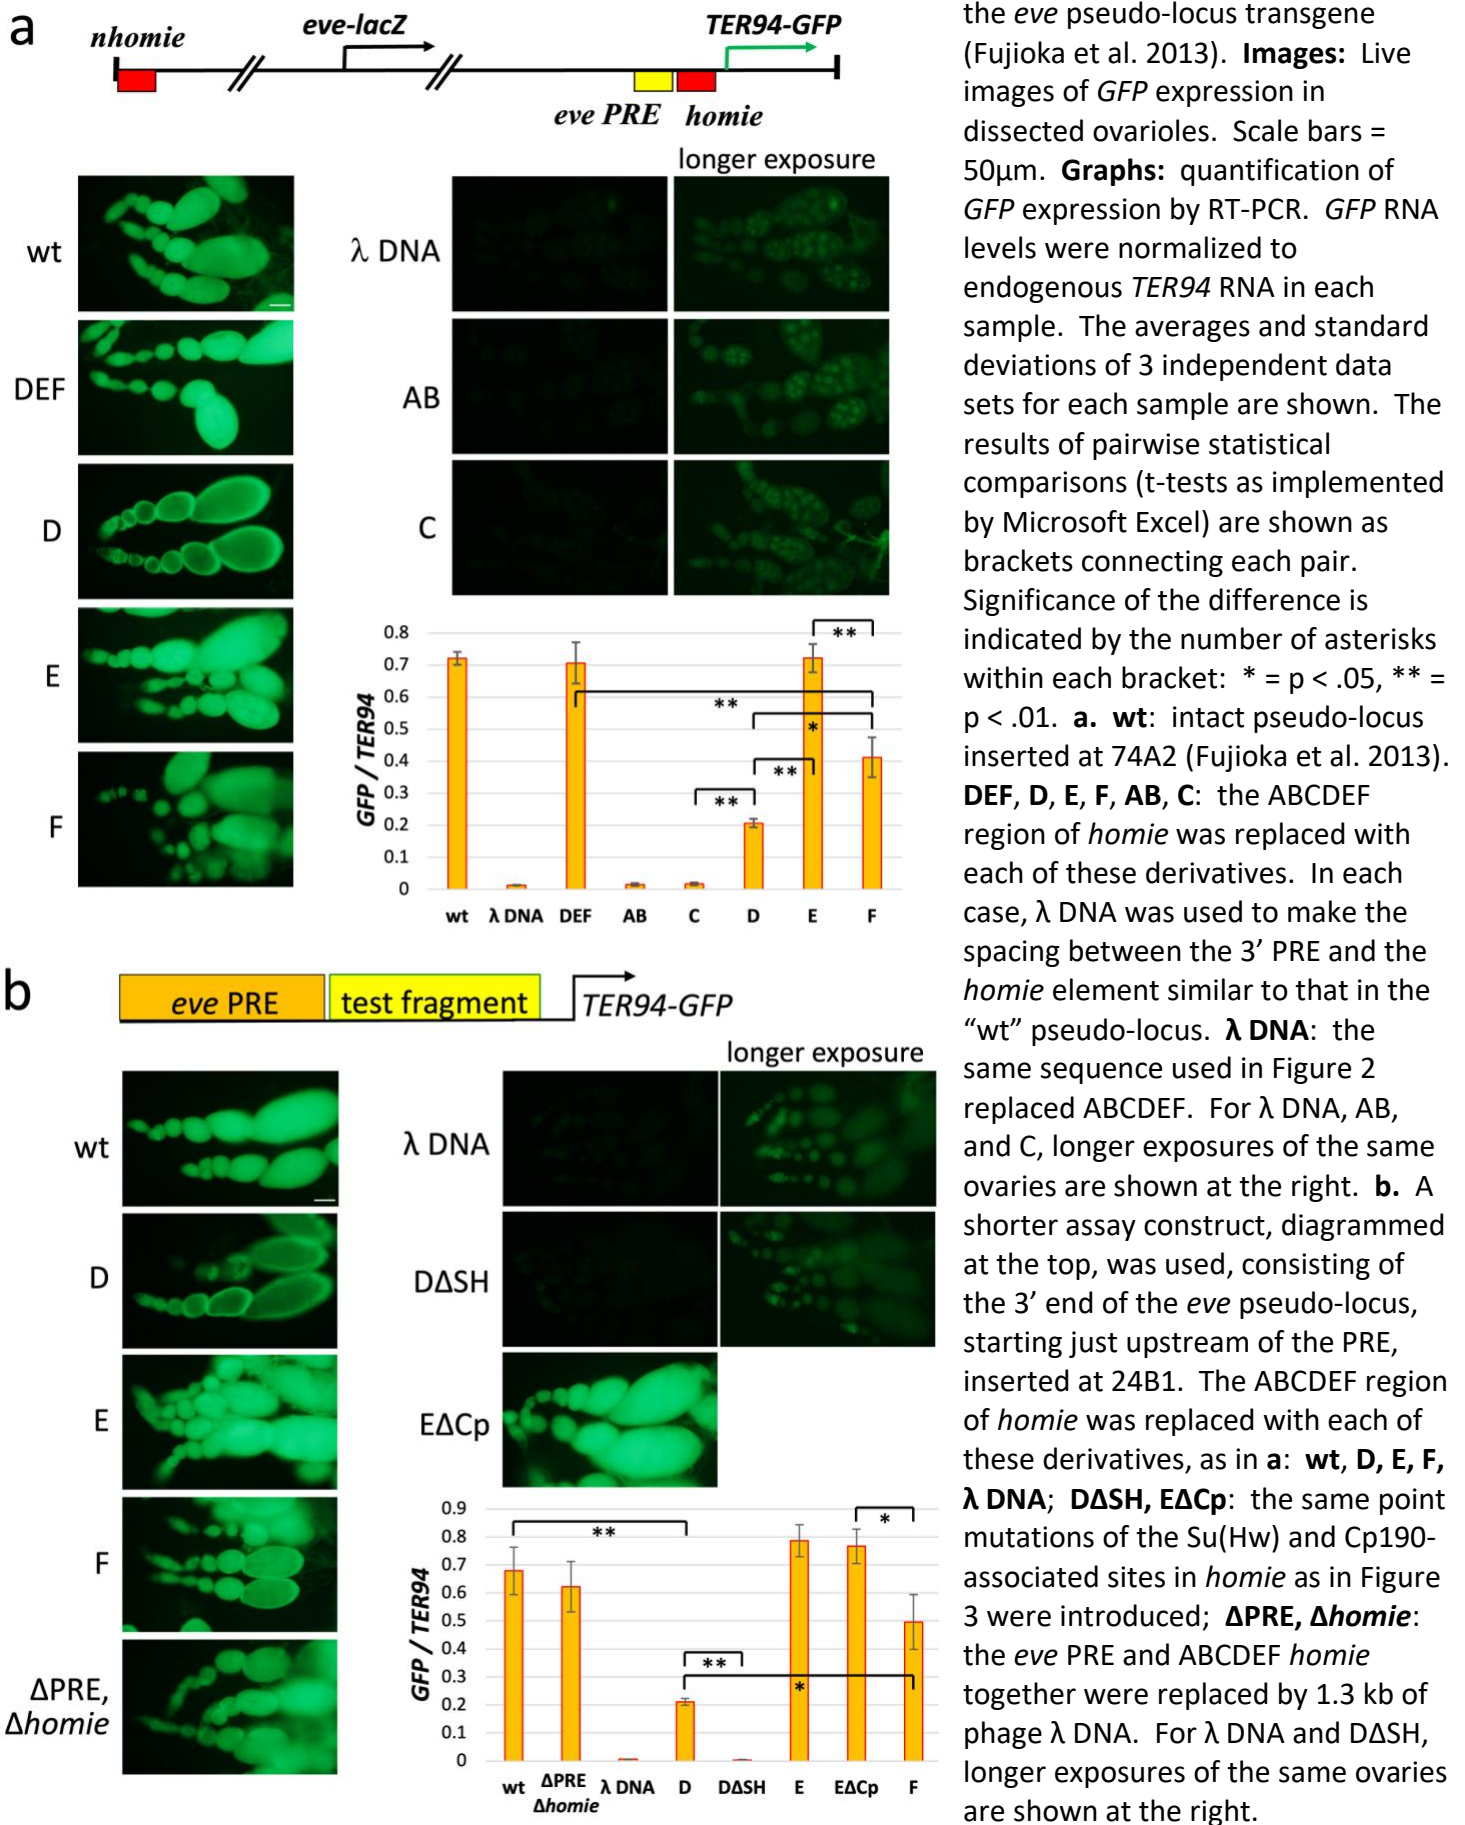 a
nhomie
eve-lacZ
TER94-GFP
eve PRE
homie
longer exposure
wt
DEF
D
E
F
λ DNA
AB
C
GFP / TER94
0.8
0.7
0.6
0.5
0.4
0.3
0.2
0.1
0
**
**
*
**
**
wt
λ DNA
DEF
AB
C
D
E
F
b
eve PRE
test fragment
TER94-GFP
longer exposure
wt
D
E
F
ΔPRE,
Δhomie
λ DNA
DΔSH
EΔCp
GFP / TER94
0.9
0.8
0.7
0.6
0.5
0.4
0.3
0.2
0.1
0
**
*
**
*
wt
ΔPRE
Δhomie
λ DNA
D
DΔSH
E
EΔCp
F
the eve pseudo-locus transgene
(Fujioka et al. 2013). Images: Live
images of GFP expression in
dissected ovarioles. Scale bars =
50µm. Graphs: quantification of
GFP expression by RT-PCR. GFP RNA
levels were normalized to
endogenous TER94 RNA in each
sample. The averages and standard
deviations of 3 independent data
sets for each sample are shown. The
results of pairwise statistical
comparisons (t-tests as implemented
by Microsoft Excel) are shown as
brackets connecting each pair.
Significance of the difference is
indicated by the number of asterisks
within each bracket: * = p < .05, ** =
p < .01. a. wt: intact pseudo-locus
inserted at 74A2 (Fujioka et al. 2013).
DEF, D, E, F, AB, C: the ABCDEF
region of homie was replaced with
each of these derivatives. In each
case, λ DNA was used to make the
spacing between the 3’ PRE and the
homie element similar to that in the
“wt” pseudo-locus. λ DNA: the
same sequence used in Figure 2
replaced ABCDEF. For λ DNA, AB,
and C, longer exposures of the same
ovaries are shown at the right. b. A
shorter assay construct, diagrammed
at the top, was used, consisting of
the 3’ end of the eve pseudo-locus,
starting just upstream of the PRE,
inserted at 24B1. The ABCDEF region
of homie was replaced with each of
these derivatives, as in a: wt, D, E, F,
λ DNA; DΔSH, EΔCp: the same point
mutations of the Su(Hw) and Cp190-
associated sites in homie as in Figure
3 were introduced; ΔPRE, Δhomie:
the eve PRE and ABCDEF homie
together were replaced by 1.3 kb of
phage λ DNA. For λ DNA and DΔSH,
longer exposures of the same ovaries
are shown at the right.